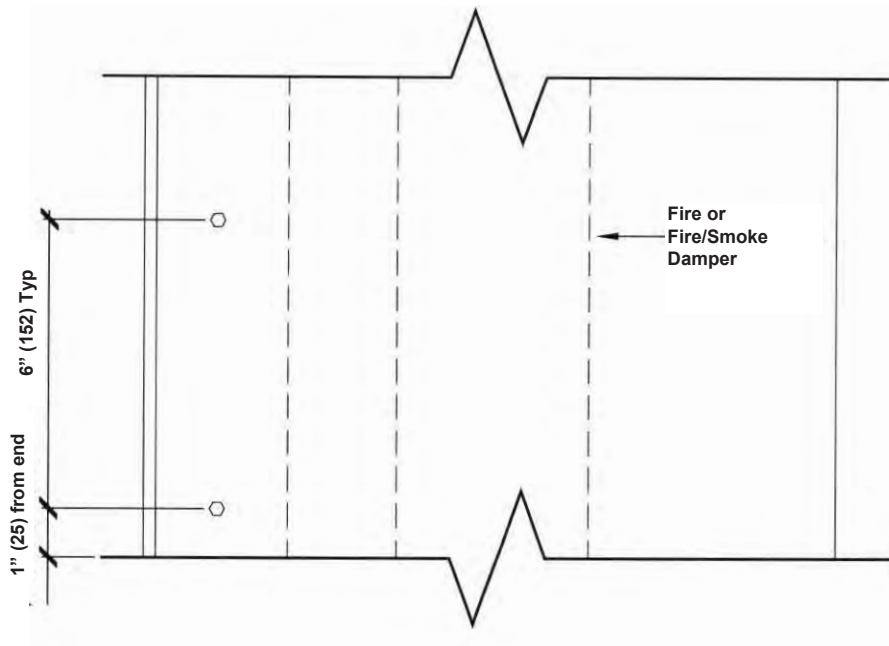 Fire or
Fire/Smoke
Damper
6” (152) Typ
1” (25) from end